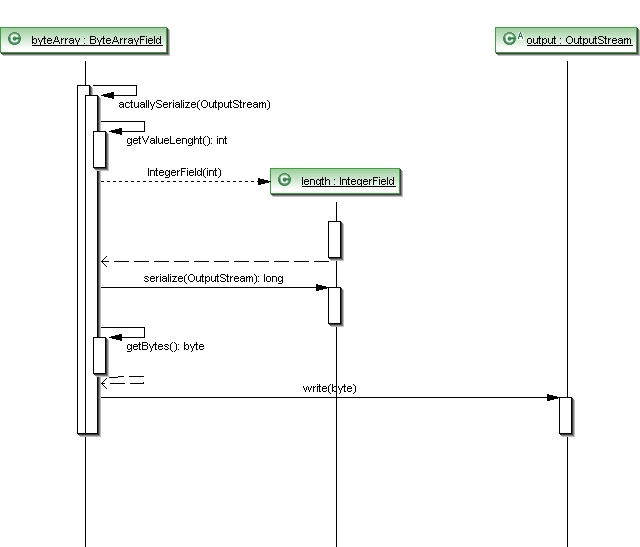 C byteArray : ByteArrayField
C A output : OutputStream
actuallySerialize(OutputStream)
getValueLenght(): int
IntegerField(int)
C length : IntegerField
serialize(OutputStream): long
getBytes(): byte
write(byte)